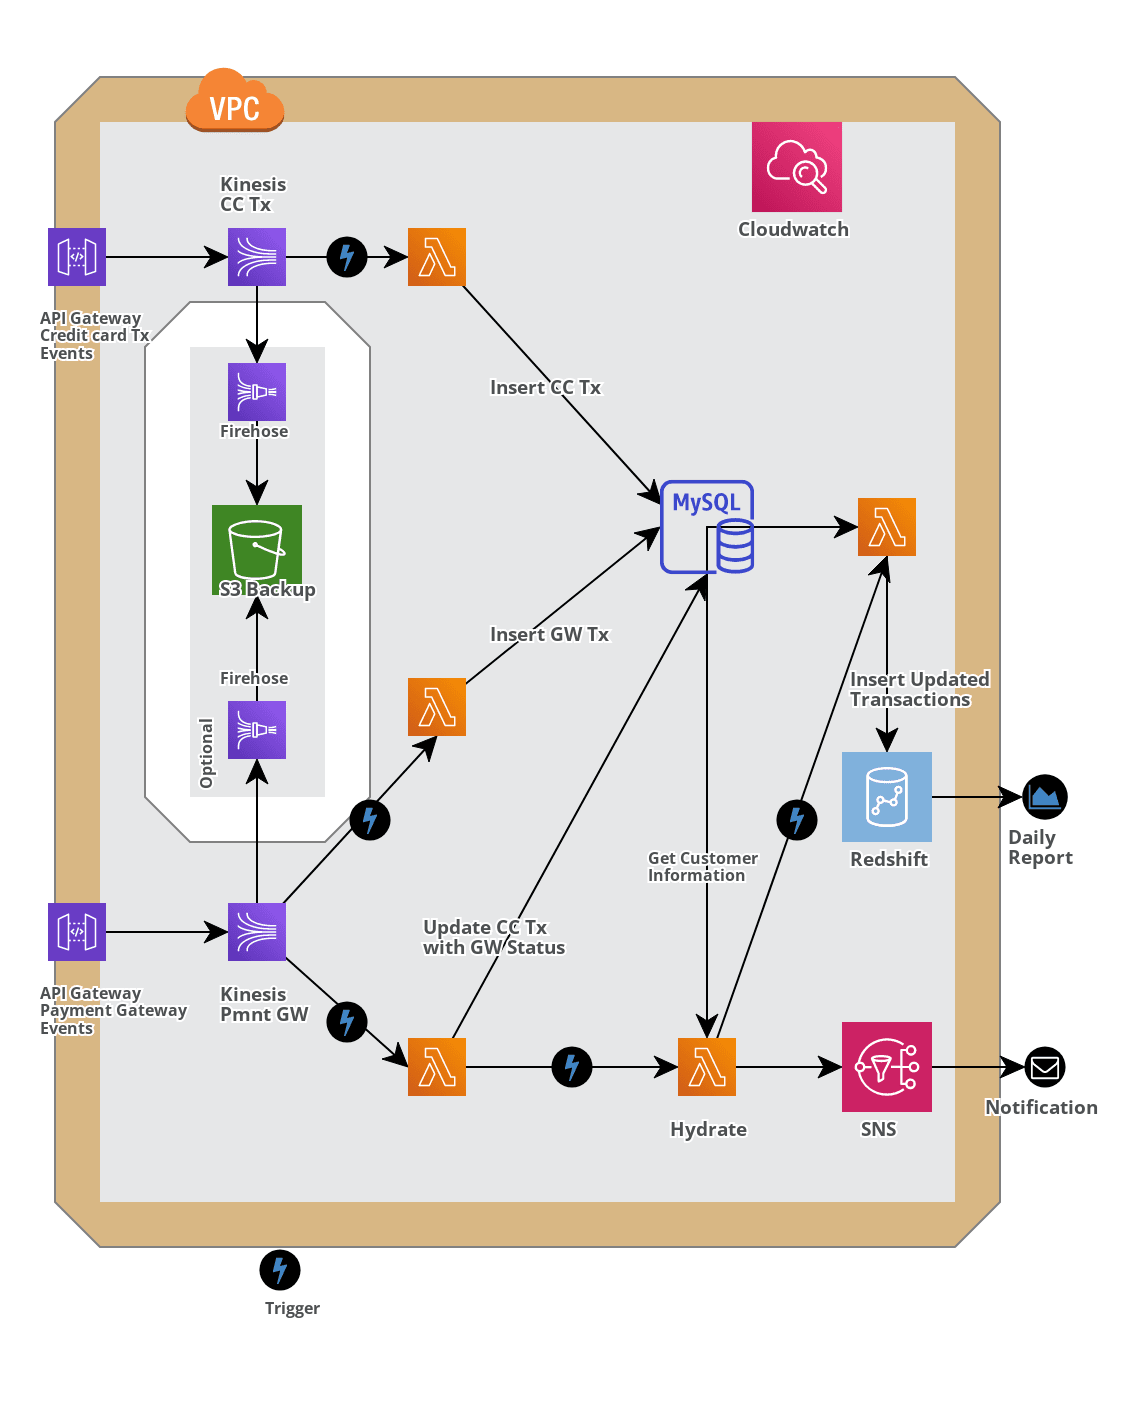 VPC
Kinesis
CC Tx
Cloudwatch
API Gateway
Credit card Tx
Events
Firehose
Insert CC Tx
MySQL
S3 Backup
Insert GW Tx
Firehose
Optional
Insert Updated
Transactions
Daily
Report
Redshift
Get Customer
Information
Update CC Tx
with GW Status
API Gateway
Payment Gateway
Events
Kinesis
Pmnt GW
Notification
Hydrate
SNS
Trigger